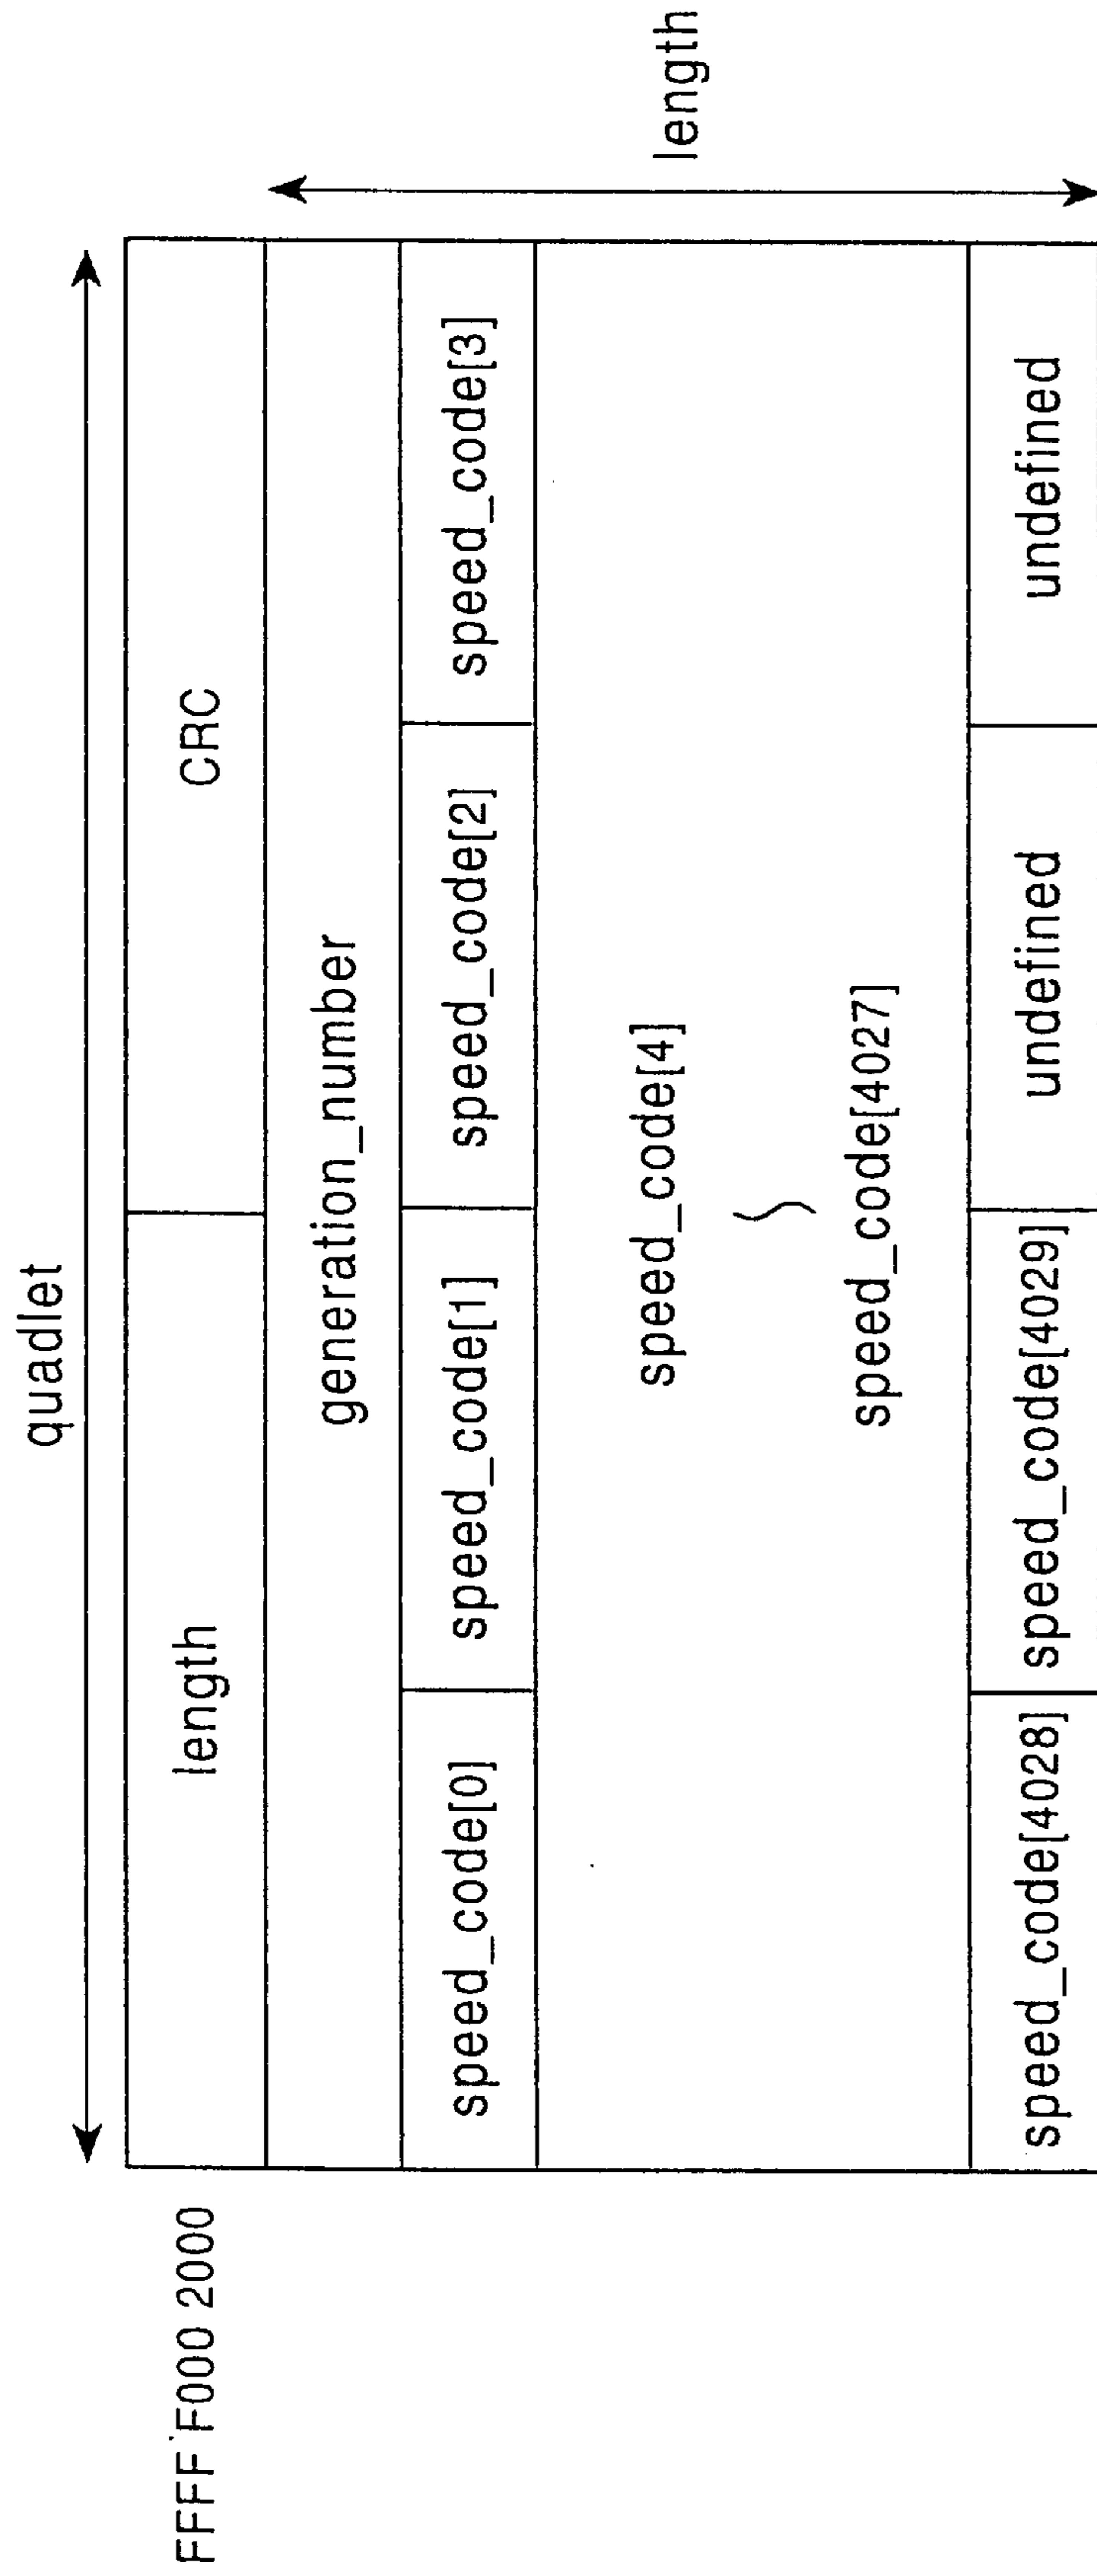 quadlet
FFFF F000 2000
length CRC
generation_number
speed_code[0] speed_code[1] speed_code[2] speed_code[3]
speed_code[4]
speed_code[4027]
length
speed_code[4028] speed_code[4029] undefined undefined